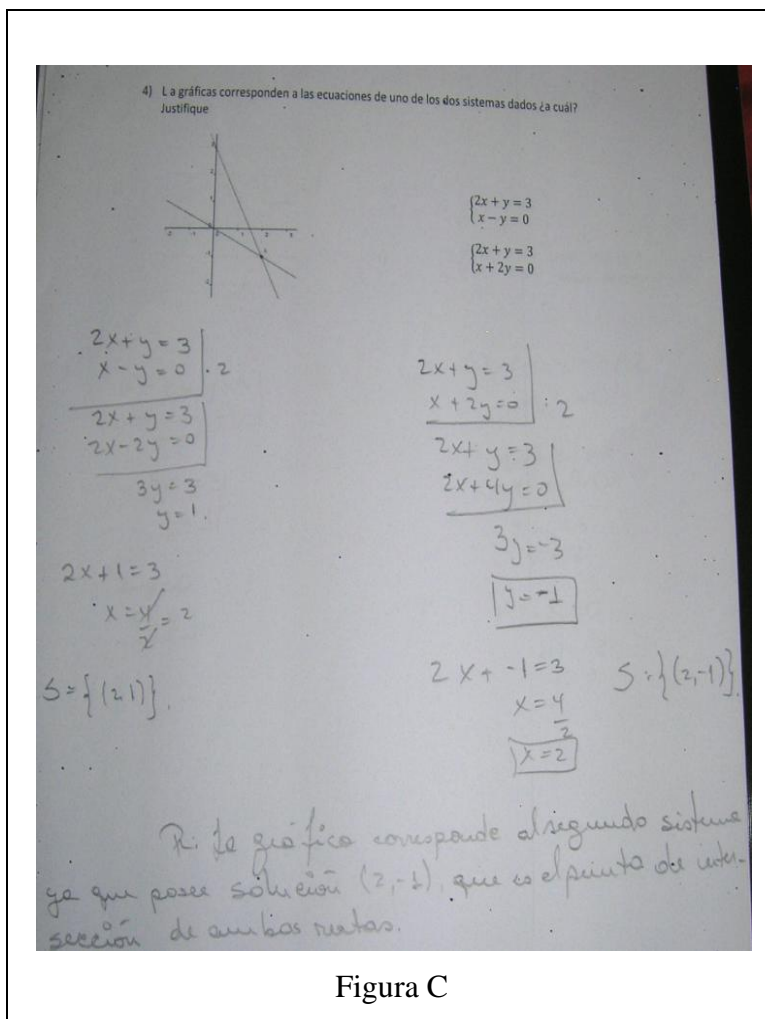 4) L a gráficas corresponden a las ecuaciones de uno de los dos sistemas dados ¿a cuál?
Justifique
2x + y = 3
x − y = 0
2x + y = 3
x + 2y = 0
2x + y = 3
x - y = 0 . 2
2x + y = 3
2x - 2y = 0
3y = 3
y = 1.
2x + 1 = 3
x = 4/2 = 2
S = {(2 1)}.
2x + y = 3
x + 2y = 0 : 2
2x + y = 3
2x + 4y = 0
3y = -3
y = -1
2x + -1 = 3
x = 4/2
x = 2
S = {(2,-1)}.
R: La gráfica corresponde al segundo sistema
ya que posee solución (2,-1), que es el punto de inter-
sección de ambas rectas.
Figura C